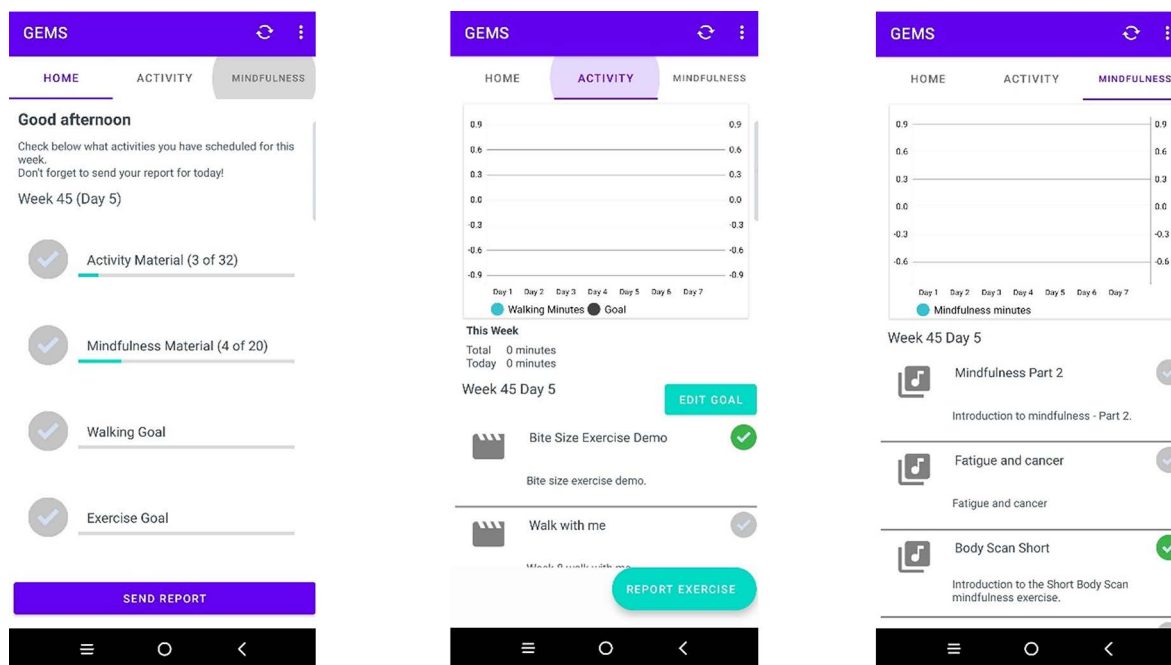 GEMS
HOME ACTIVITY MINDFULNESS
Good afternoon
Check below what activities you have scheduled for this
week.
Don't forget to send your report for today!
Week 45 (Day 5)
Activity Material (3 of 32)
Mindfulness Material (4 of 20)
Walking Goal
Exercise Goal
SEND REPORT
GEMS
HOME ACTIVITY MINDFULNESS
0.9 0.9
0.6 0.6
0.3 0.3
0.0 0.0
-0.3 -0.3
-0.6 -0.6
-0.9 -0.9
Day 1 Day 2 Day 3 Day 4 Day 5 Day 6 Day 7
Walking Minutes Goal
This Week
Total 0 minutes
Today 0 minutes
Week 45 Day 5
EDIT GOAL
Bite Size Exercise Demo
Bite size exercise demo.
Walk with me
Week 8 walk with me
REPORT EXERCISE
GEMS
HOME ACTIVITY MINDFULNESS
0.9 0.9
0.6 0.6
0.3 0.3
0.0 0.0
-0.3 -0.3
-0.6 -0.6
Day 1 Day 2 Day 3 Day 4 Day 5 Day 6 Day 7
Mindfulness minutes
Week 45 Day 5
Mindfulness Part 2
Introduction to mindfulness - Part 2.
Fatigue and cancer
Fatigue and cancer
Body Scan Short
Introduction to the Short Body Scan
mindfulness exercise.